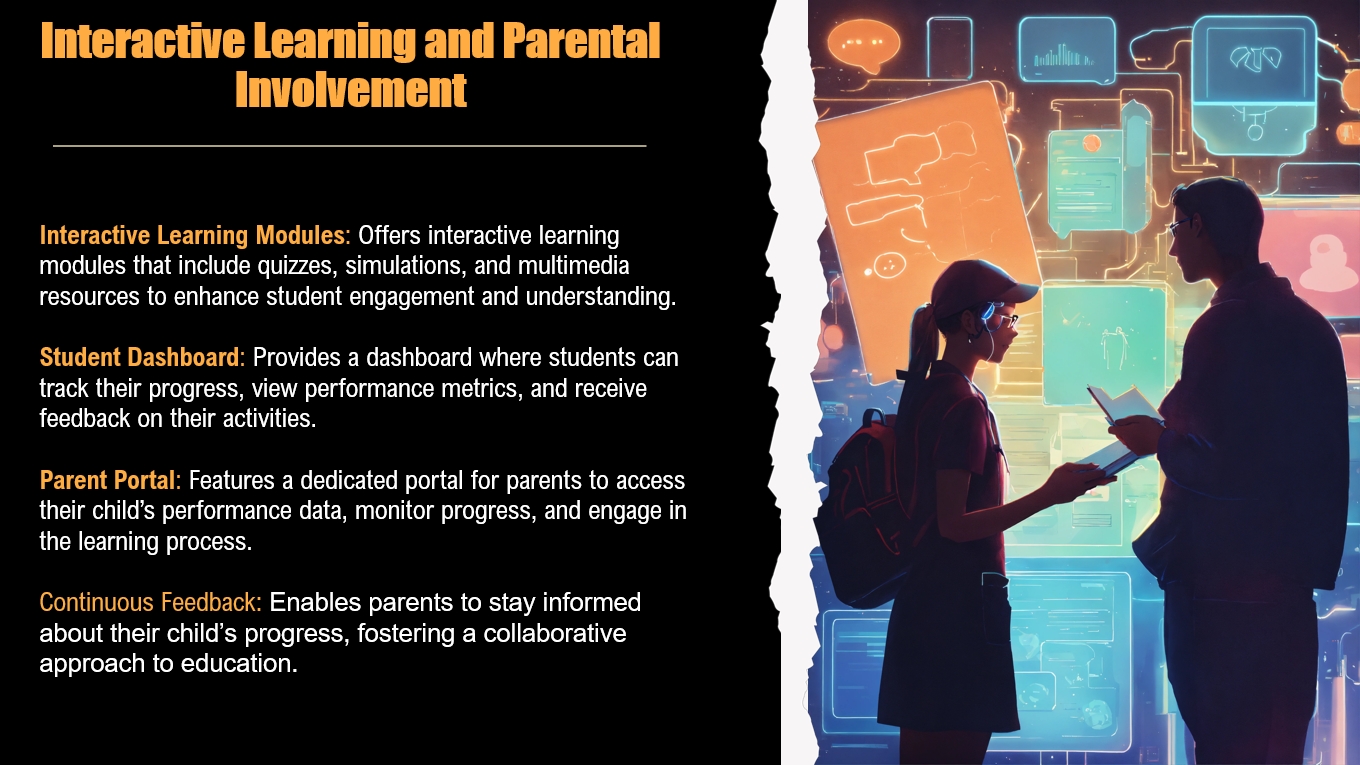 Interactive Learning and Parental
Involvement
Interactive Learning Modules: Offers interactive learning
modules that include quizzes, simulations, and multimedia
resources to enhance student engagement and understanding.
Student Dashboard: Provides a dashboard where students can
track their progress, view performance metrics, and receive
feedback on their activities.
Parent Portal: Features a dedicated portal for parents to access
their child’s performance data, monitor progress, and engage in
the learning process.
Continuous Feedback: Enables parents to stay informed
about their child’s progress, fostering a collaborative
approach to education.